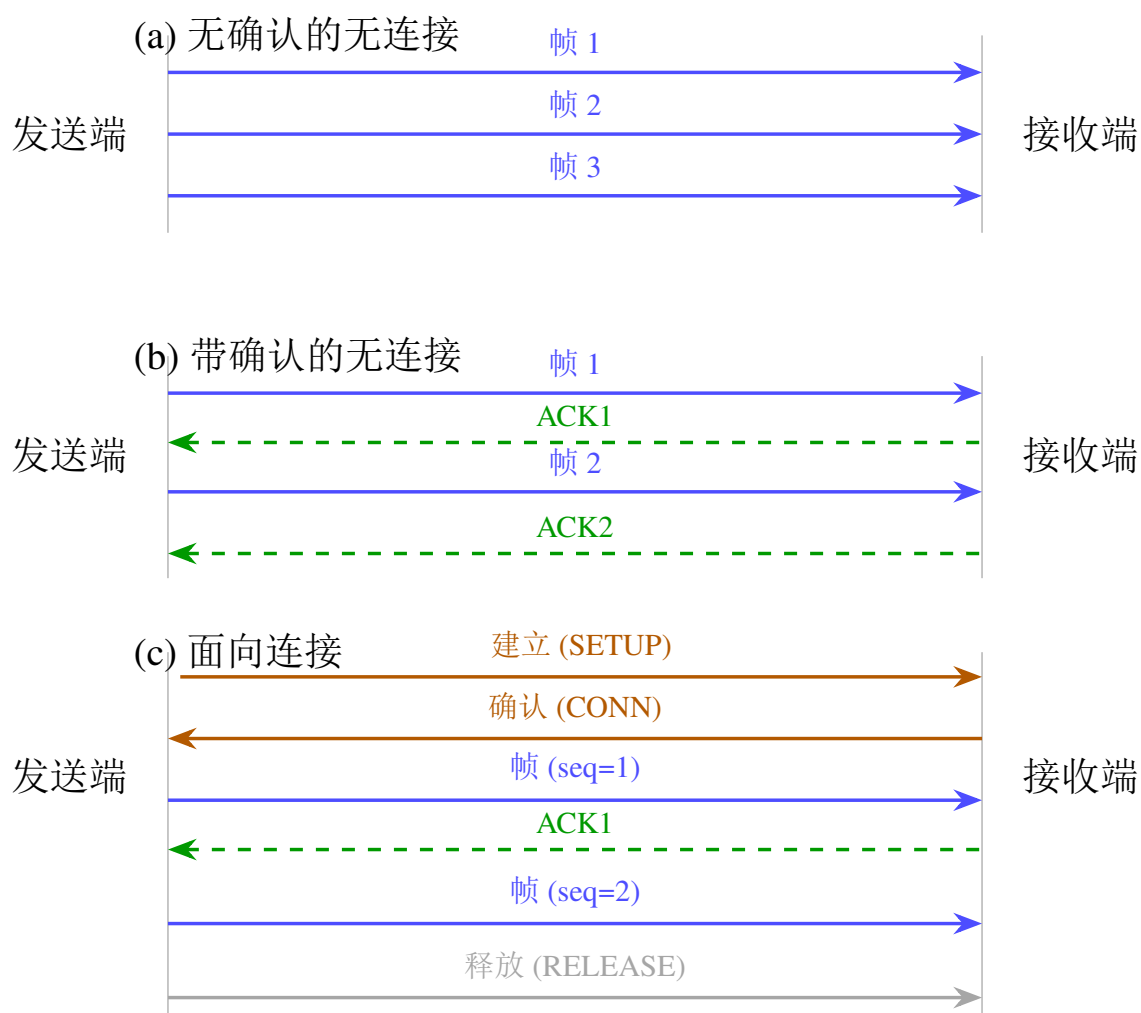 (a) 无确认的无连接
帧 1
帧 2
发送端
接收端
帧 3
(b) 带确认的无连接
帧 1
ACK1
发送端
接收端
帧 2
ACK2
(c) 面向连接
建立 (SETUP)
确认 (CONN)
帧 (seq=1)
发送端
接收端
ACK1
帧 (seq=2)
释放 (RELEASE)